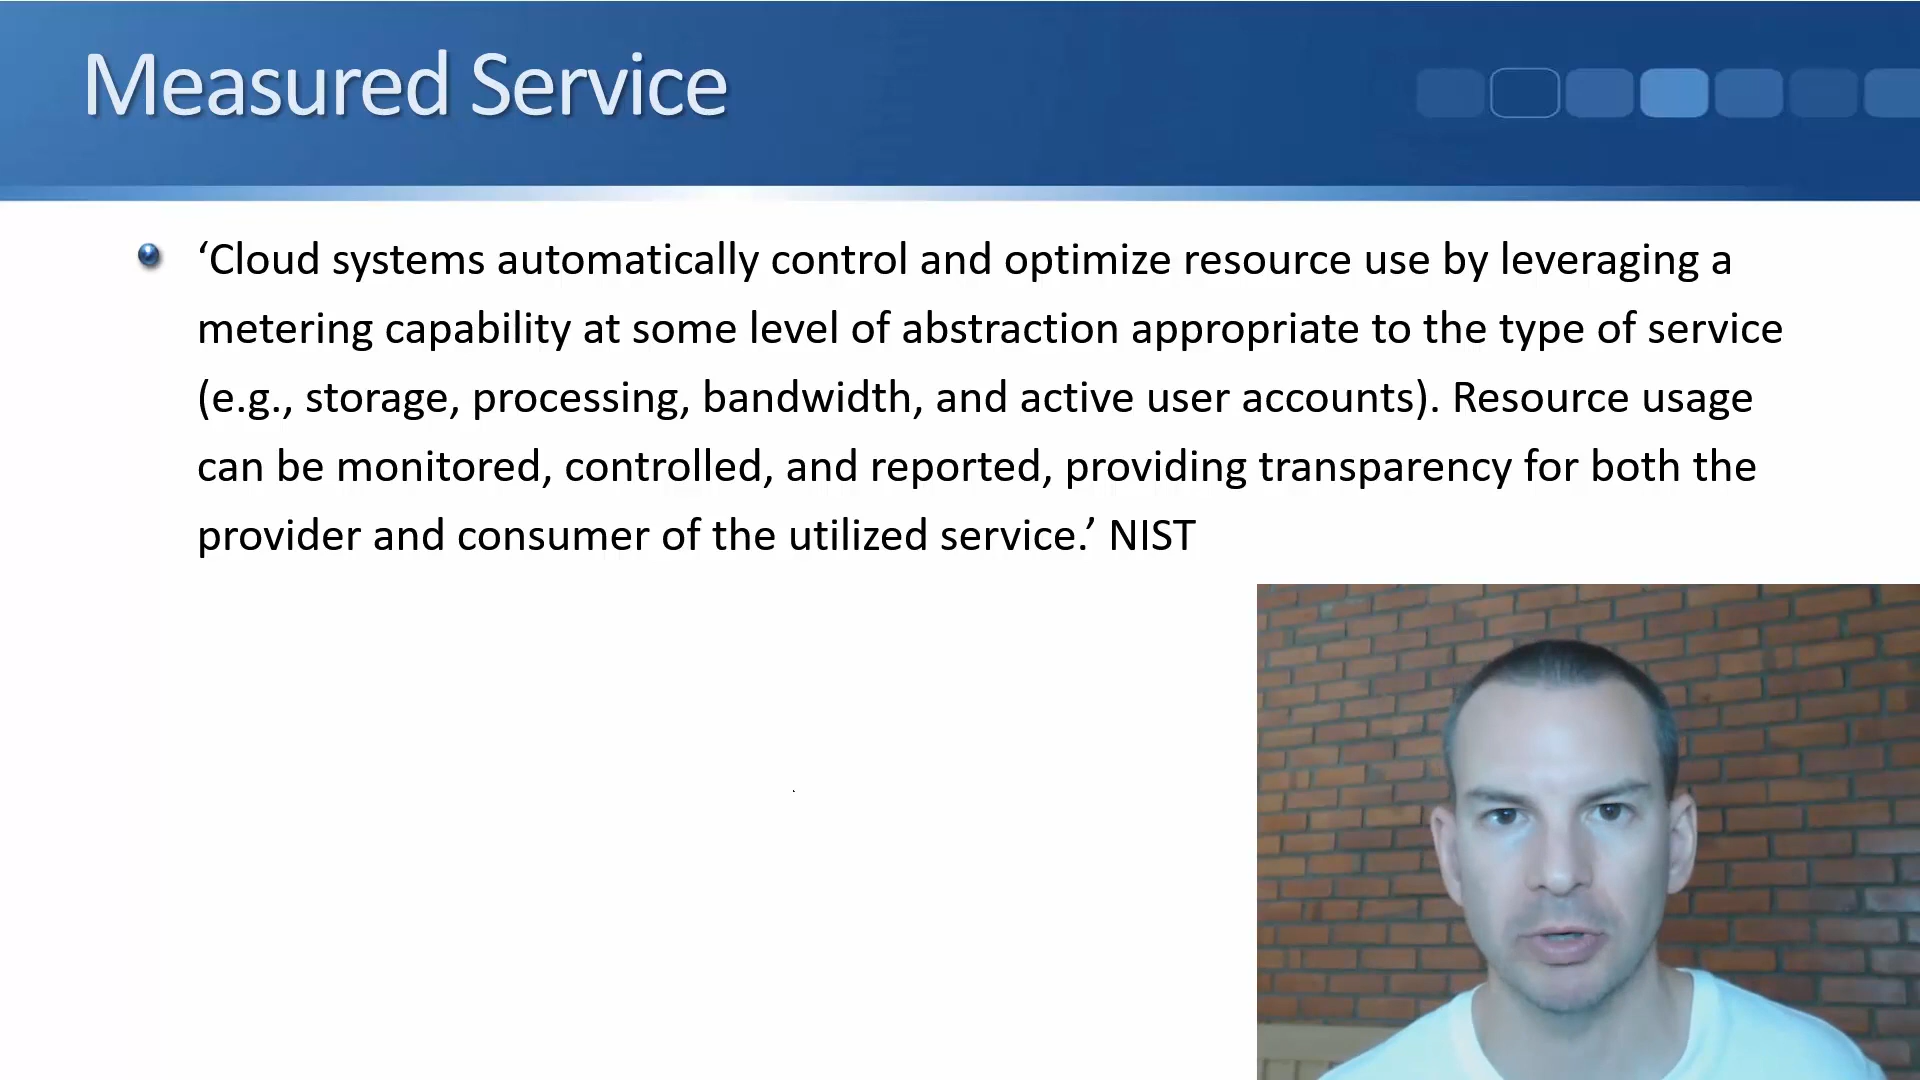 Measured Service
‘Cloud systems automatically control and optimize resource use by leveraging a
metering capability at some level of abstraction appropriate to the type of service
(e.g., storage, processing, bandwidth, and active user accounts). Resource usage
can be monitored, controlled, and reported, providing transparency for both the
provider and consumer of the utilized service.’ NIST